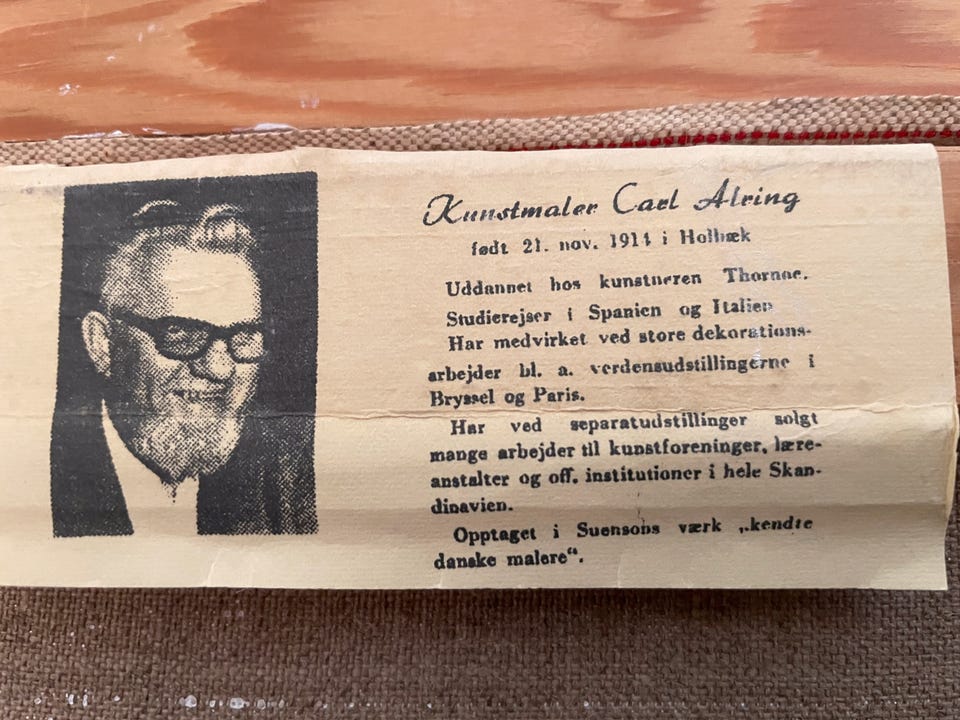 Kunstmaler Carl Alring
født 21. nov. 1914 i Holbæk
Uddannet hos kunstneren Thornøe.
Studierejser i Spanien og Italien
Har medvirket ved store dekorations-
arbejder bl. a. verdensudstillingerne i
Bryssel og Paris.
Har ved separatudstillinger solgt
mange arbejder til kunstforeninger, lære-
anstalter og off. institutioner i hele Skan-
dinavien.
Opptaget i Suensons værk „kendte
danske malere“.